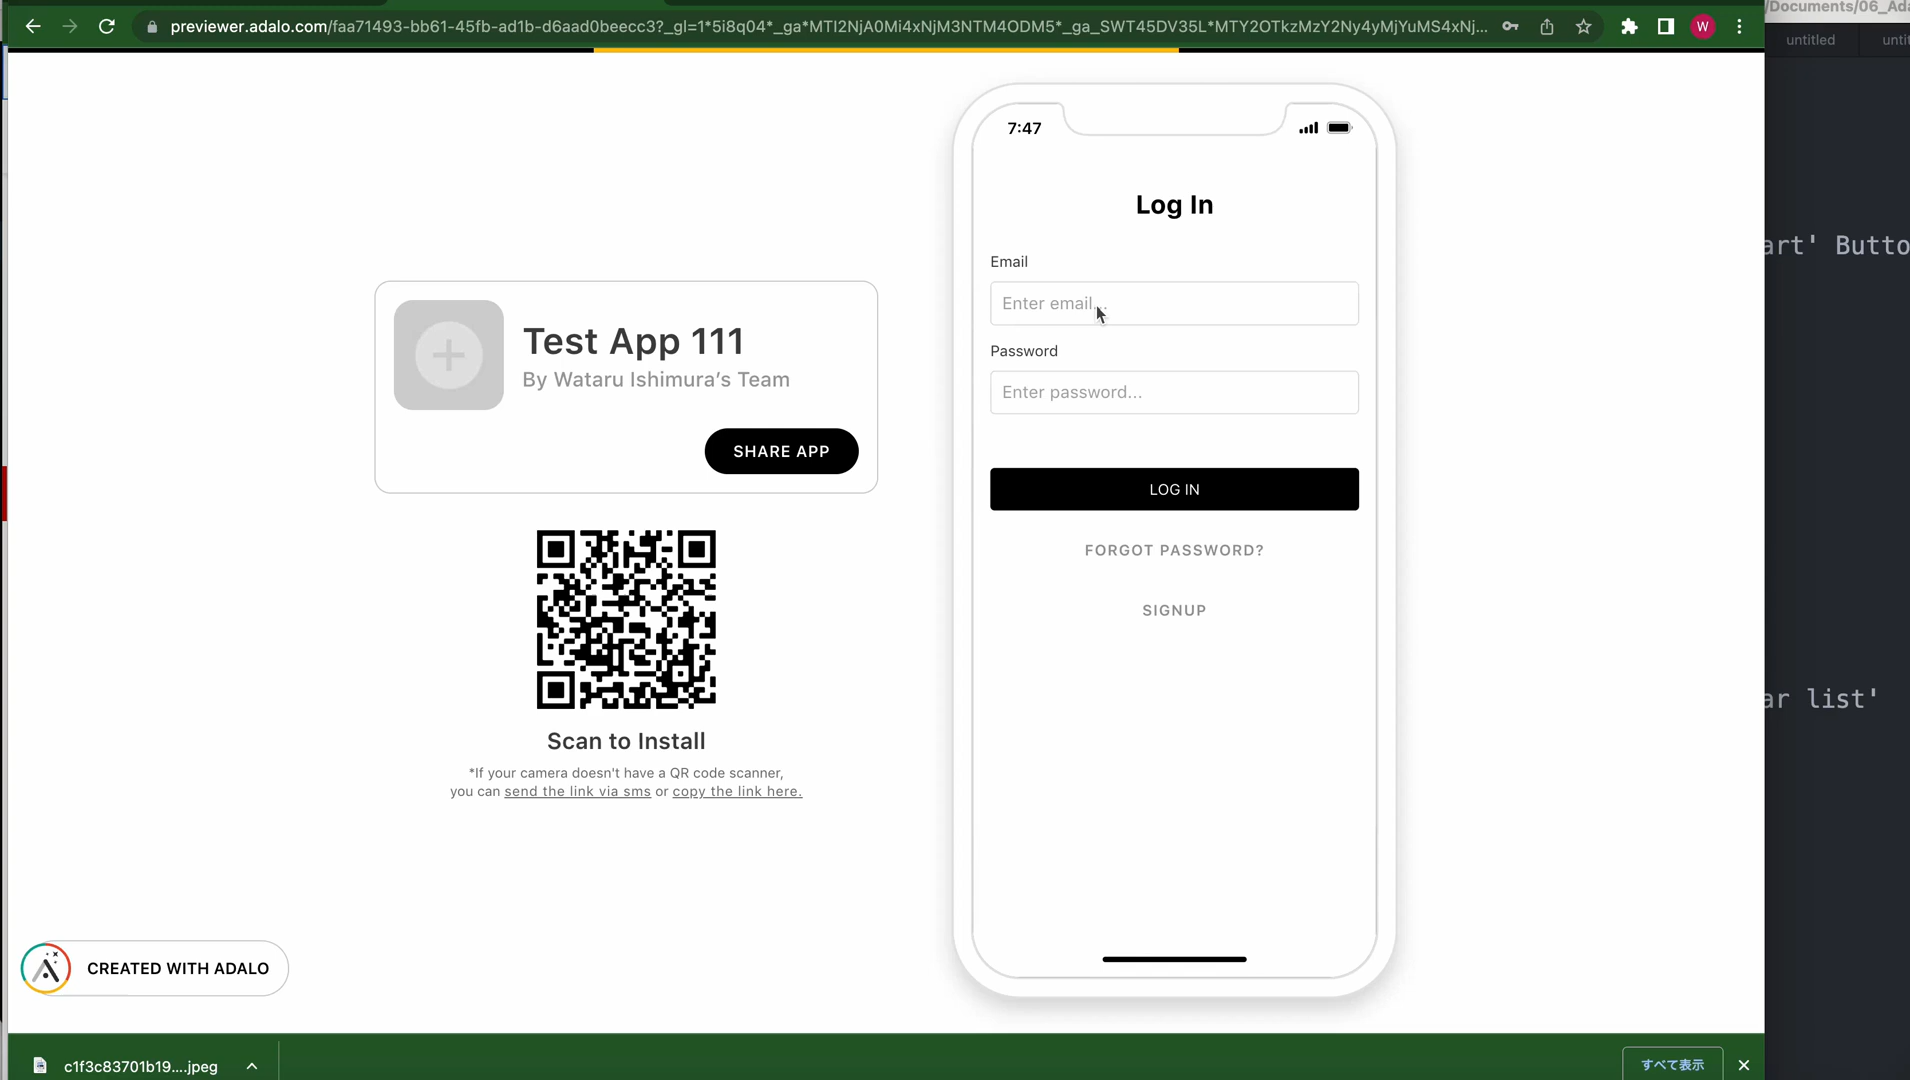 previewer.adalo.com/faa71493-bb61-45fb-ad1b-d6aad0beecc3?_gl=1*5i8q04*_ga*MTI2NjA0Mi4xNjM3NTM4ODM5*_ga_SWT45DV35L*MTY2OTkzMzY2Ny4yMjYuMS4xNj...
W
/Documents/06_Ada
untitled
unti
7:47
Log In
Email
Enter email...
Password
Enter password...
LOG IN
FORGOT PASSWORD?
SIGNUP
Test App 111
By Wataru Ishimura’s Team
SHARE APP
Scan to Install
*If your camera doesn't have a QR code scanner,
you can send the link via sms or copy the link here.
CREATED WITH ADALO
art' Butto
ar list'
c1f3c83701b19....jpeg
すべて表示